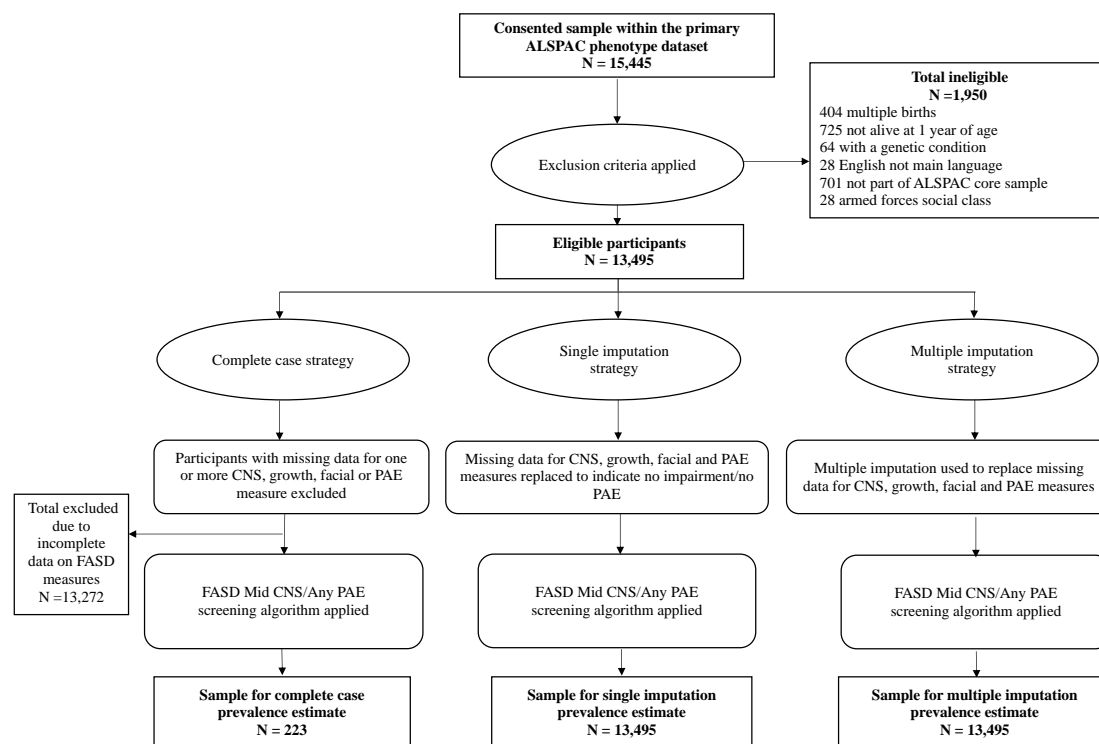 Consented sample within the primary
ALSPAC phenotype dataset
N = 15,445
Total ineligible
N =1,950
404 multiple births
725 not alive at 1 year of age
64 with a genetic condition
28 English not main language
701 not part of ALSPAC core sample
28 armed forces social class
Exclusion criteria applied
Eligible participants
N = 13,495
Complete case strategy
Single imputation
strategy
Multiple imputation
strategy
Participants with missing data for one
or more CNS, growth, facial or PAE
measure excluded
Missing data for CNS, growth, facial and PAE
measures replaced to indicate no impairment/no
PAE
Multiple imputation used to replace missing
data for CNS, growth, facial and PAE measures
Total excluded
due to
incomplete
data on FASD
measures
N =13,272
FASD Mid CNS/Any PAE
screening algorithm applied
FASD Mid CNS/Any PAE
screening algorithm applied
FASD Mid CNS/Any PAE
screening algorithm applied
Sample for complete case
prevalence estimate
N = 223
Sample for single imputation
prevalence estimate
N = 13,495
Sample for multiple imputation
prevalence estimate
N = 13,495